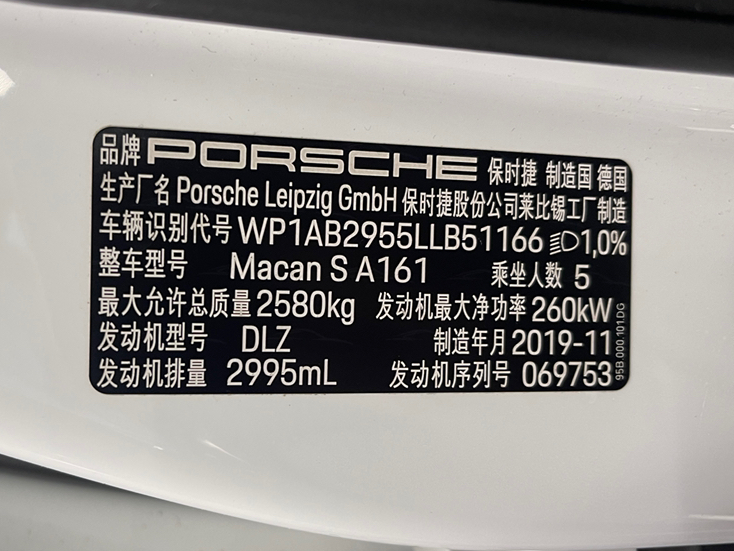 品牌 PORSCHE 保时捷 制造国 德国
生产厂名 Porsche Leipzig GmbH 保时捷股份公司莱比锡工厂制造
车辆识别代号 WP1AB2955LLB51166 1,0%
整车型号 Macan S A161 乘坐人数 5
最大允许总质量 2580kg 发动机最大净功率 260kW
发动机型号 DLZ 制造年月 2019-11
发动机排量 2995mL 发动机序列号 069753
95B.000.101.DG